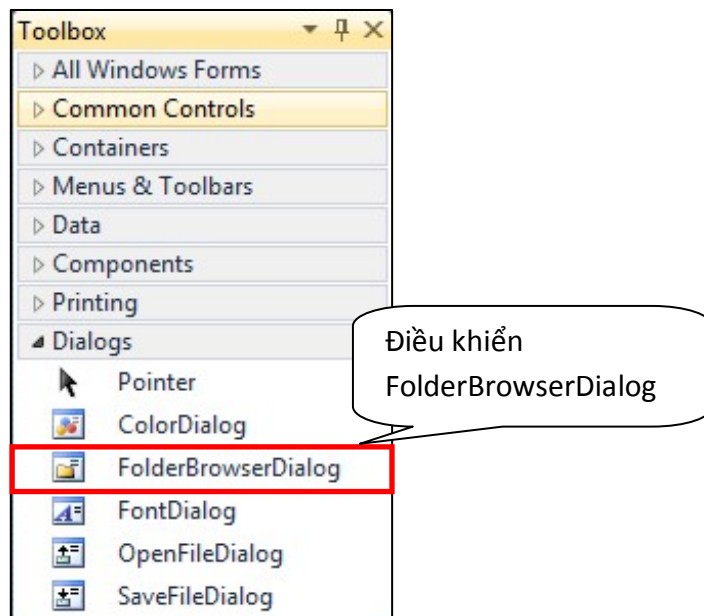 Toolbox
All Windows Forms
Common Controls
Containers
Menus & Toolbars
Data
Components
Printing
Dialogs
Pointer
ColorDialog
FolderBrowserDialog
FontDialog
OpenFileDialog
SaveFileDialog
Điều khiển
FolderBrowserDialog